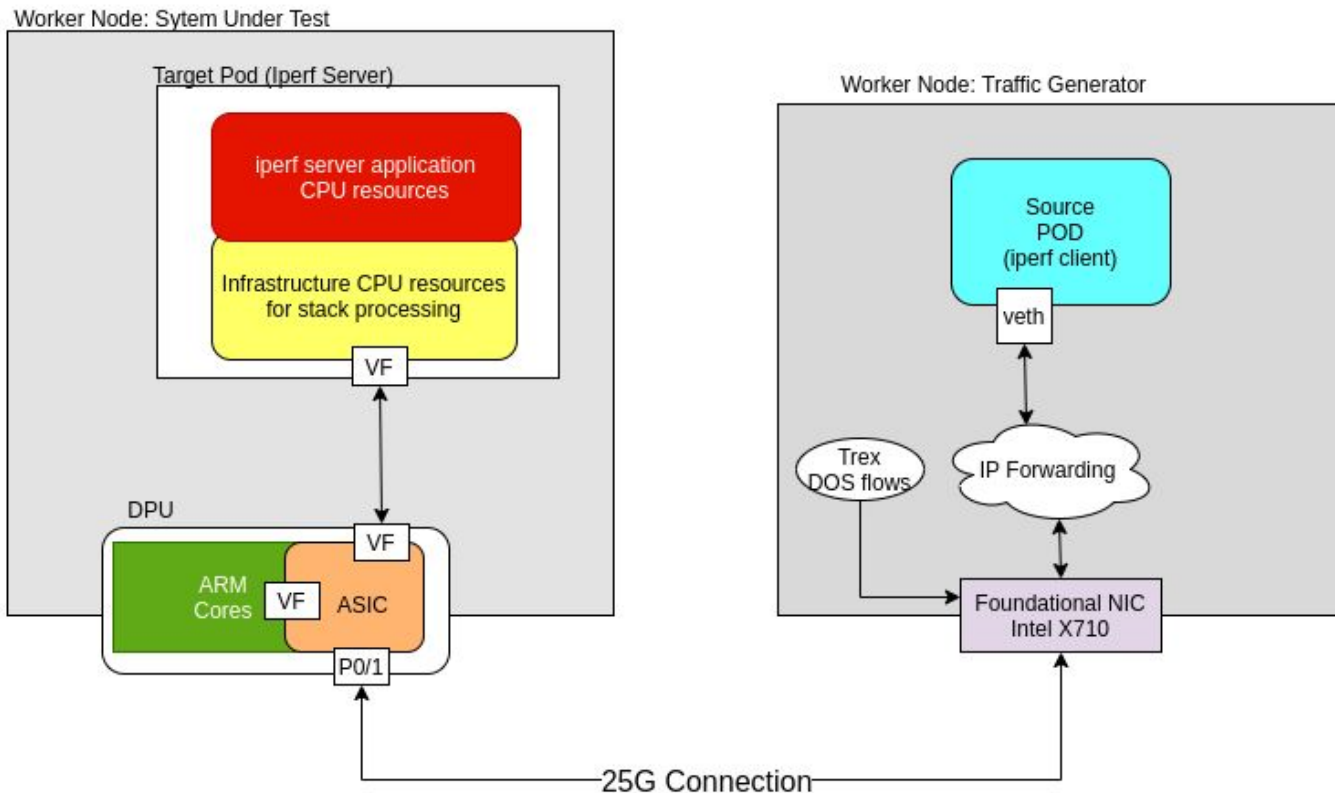 Worker Node: Sytem Under Test
Target Pod (Iperf Server)
iperf server application
CPU resources
Infrastructure CPU resources
for stack processing
VF
DPU
VF
ARM
Cores
VF
ASIC
P0/1
Worker Node: Traffic Generator
Source
POD
(iperf client)
veth
Trex
DOS flows
IP Forwarding
Foundational NIC
Intel X710
25G Connection